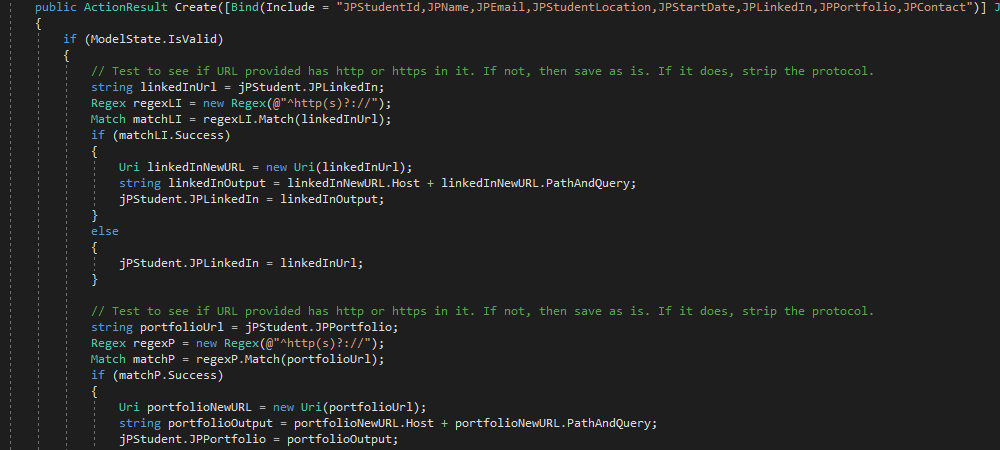 public ActionResult Create([Bind(Include = "JPStudentId,JPName,JPEmail,JPStudentLocation,JPStartDate,JPLinkedIn,JPPortfolio,JPContact")] J
{
if (ModelState.IsValid)
{
// Test to see if URL provided has http or https in it. If not, then save as is. If it does, strip the protocol.
string linkedInUrl = jPStudent.JPLinkedIn;
Regex regexLI = new Regex(@"^http(s)?://");
Match matchLI = regexLI.Match(linkedInUrl);
if (matchLI.Success)
{
Uri linkedInNewURL = new Uri(linkedInUrl);
string linkedInOutput = linkedInNewURL.Host + linkedInNewURL.PathAndQuery;
jPStudent.JPLinkedIn = linkedInOutput;
}
else
{
jPStudent.JPLinkedIn = linkedInUrl;
}
// Test to see if URL provided has http or https in it. If not, then save as is. If it does, strip the protocol.
string portfolioUrl = jPStudent.JPPortfolio;
Regex regexP = new Regex(@"^http(s)?://");
Match matchP = regexP.Match(portfolioUrl);
if (matchP.Success)
{
Uri portfolioNewURL = new Uri(portfolioUrl);
string portfolioOutput = portfolioNewURL.Host + portfolioNewURL.PathAndQuery;
jPStudent.JPPortfolio = portfolioOutput;